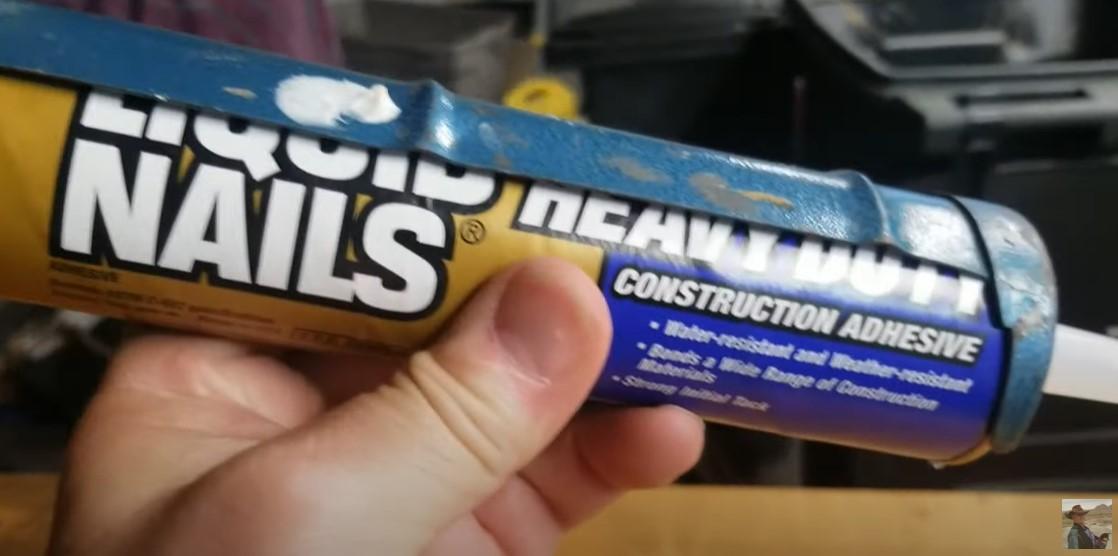 LIQUID
NAILS®
HEAVY DUTY
CONSTRUCTION ADHESIVE
• Water-resistant and Weather-resistant
• Bonds a Wide Range of Construction
Materials
• Strong Initial Tack
ADHESIVE